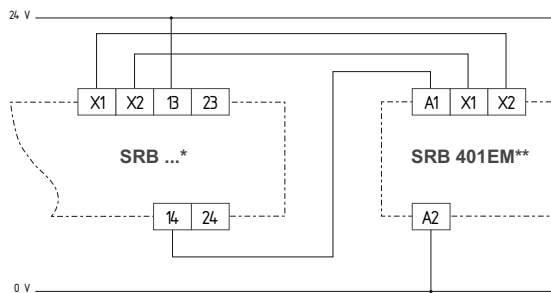 24 V
X1 X2 13 23
A1 X1 X2
SRB ...*
SRB 401EM**
14 24
A2
0 V